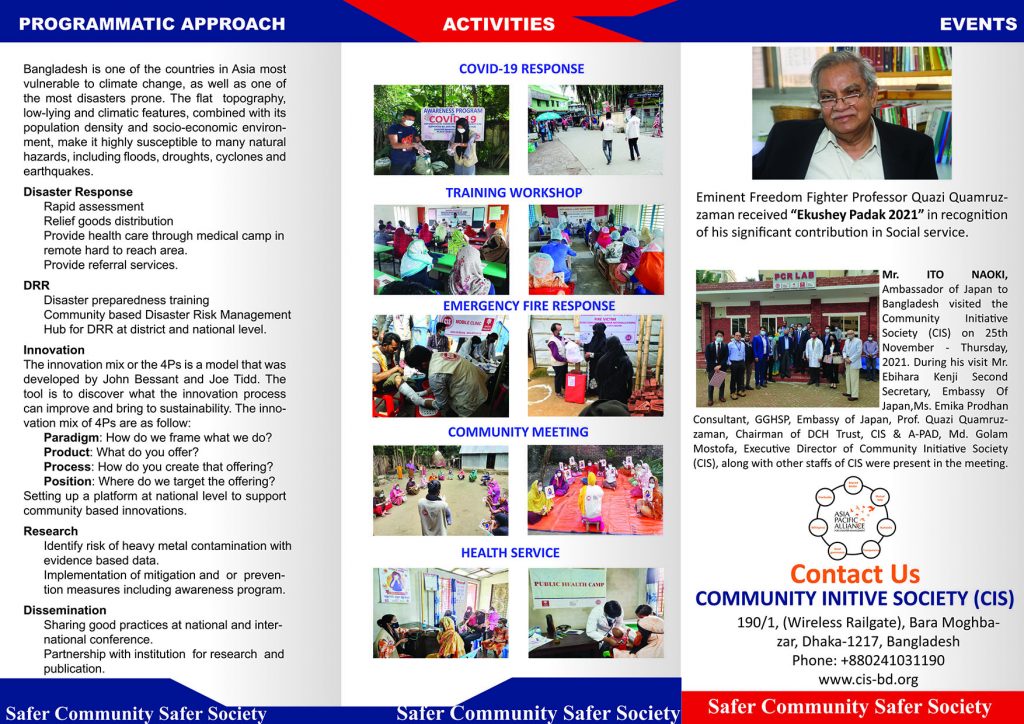 PROGRAMMATIC APPROACH
Bangladesh is one of the countries in Asia most
vulnerable to climate change, as well as one of
the most disasters prone. The flat topography,
low-lying and climatic features, combined with its
population density and socio-economic environ-
ment, make it highly susceptible to many natural
hazards, including floods, droughts, cyclones and
earthquakes.
Disaster Response
Rapid assessment
Relief goods distribution
Provide health care through medical camp in
remote hard to reach area.
Provide referral services.
DRR
Disaster preparedness training
Community based Disaster Risk Management
Hub for DRR at district and national level.
Innovation
The innovation mix or the 4Ps is a model that was
developed by John Bessant and Joe Tidd. The
tool is to discover what the innovation process
can improve and bring to sustainability. The inno-
vation mix of 4Ps are as follow:
Paradigm: How do we frame what we do?
Product: What do you offer?
Process: How do you create that offering?
Position: Where do we target the offering?
Setting up a platform at national level to support
community based innovations.
Research
Identify risk of heavy metal contamination with
evidence based data.
Implementation of mitigation and or preven-
tion measures including awareness program.
Dissemination
Sharing good practices at national and inter-
national conference.
Partnership with institution for research and
publication.
Safer Community Safer Society
ACTIVITIES
COVID-19 RESPONSE
AWARENESS PROGRAM
COVID-19
TRAINING WORKSHOP
EMERGENCY FIRE RESPONSE
MOBILE CLINIC
FIRE VICTIM
COMMUNITY MEETING
HEALTH SERVICE
PUBLIC HEALTH CAMP
Safer Community Safer Society
EVENTS
Eminent Freedom Fighter Professor Quazi Quamruz-
zaman received “Ekushey Padak 2021” in recognition
of his significant contribution in Social service.
PCR LAB
Mr. ITO NAOKI,
Ambassador of Japan to
Bangladesh visited the
Community Initiative
Society (CIS) on 25th
November - Thursday,
2021. During his visit Mr.
Ebihara Kenji Second
Secretary, Embassy Of
Japan,Ms. Emika Prodhan
Consultant, GGHSP, Embassy of Japan, Prof. Quazi Quamruz-
zaman, Chairman of DCH Trust, CIS & A-PAD, Md. Golam
Mostofa, Executive Director of Community Initiative Society
(CIS), along with other staffs of CIS were present in the meeting.
ASIA
PACIFIC
ALLIANCE
Contact Us
COMMUNITY INITIVE SOCIETY (CIS)
190/1, (Wireless Railgate), Bara Moghba-
zar, Dhaka-1217, Bangladesh
Phone: +880241031190
www.cis-bd.org
Safer Community Safer Society